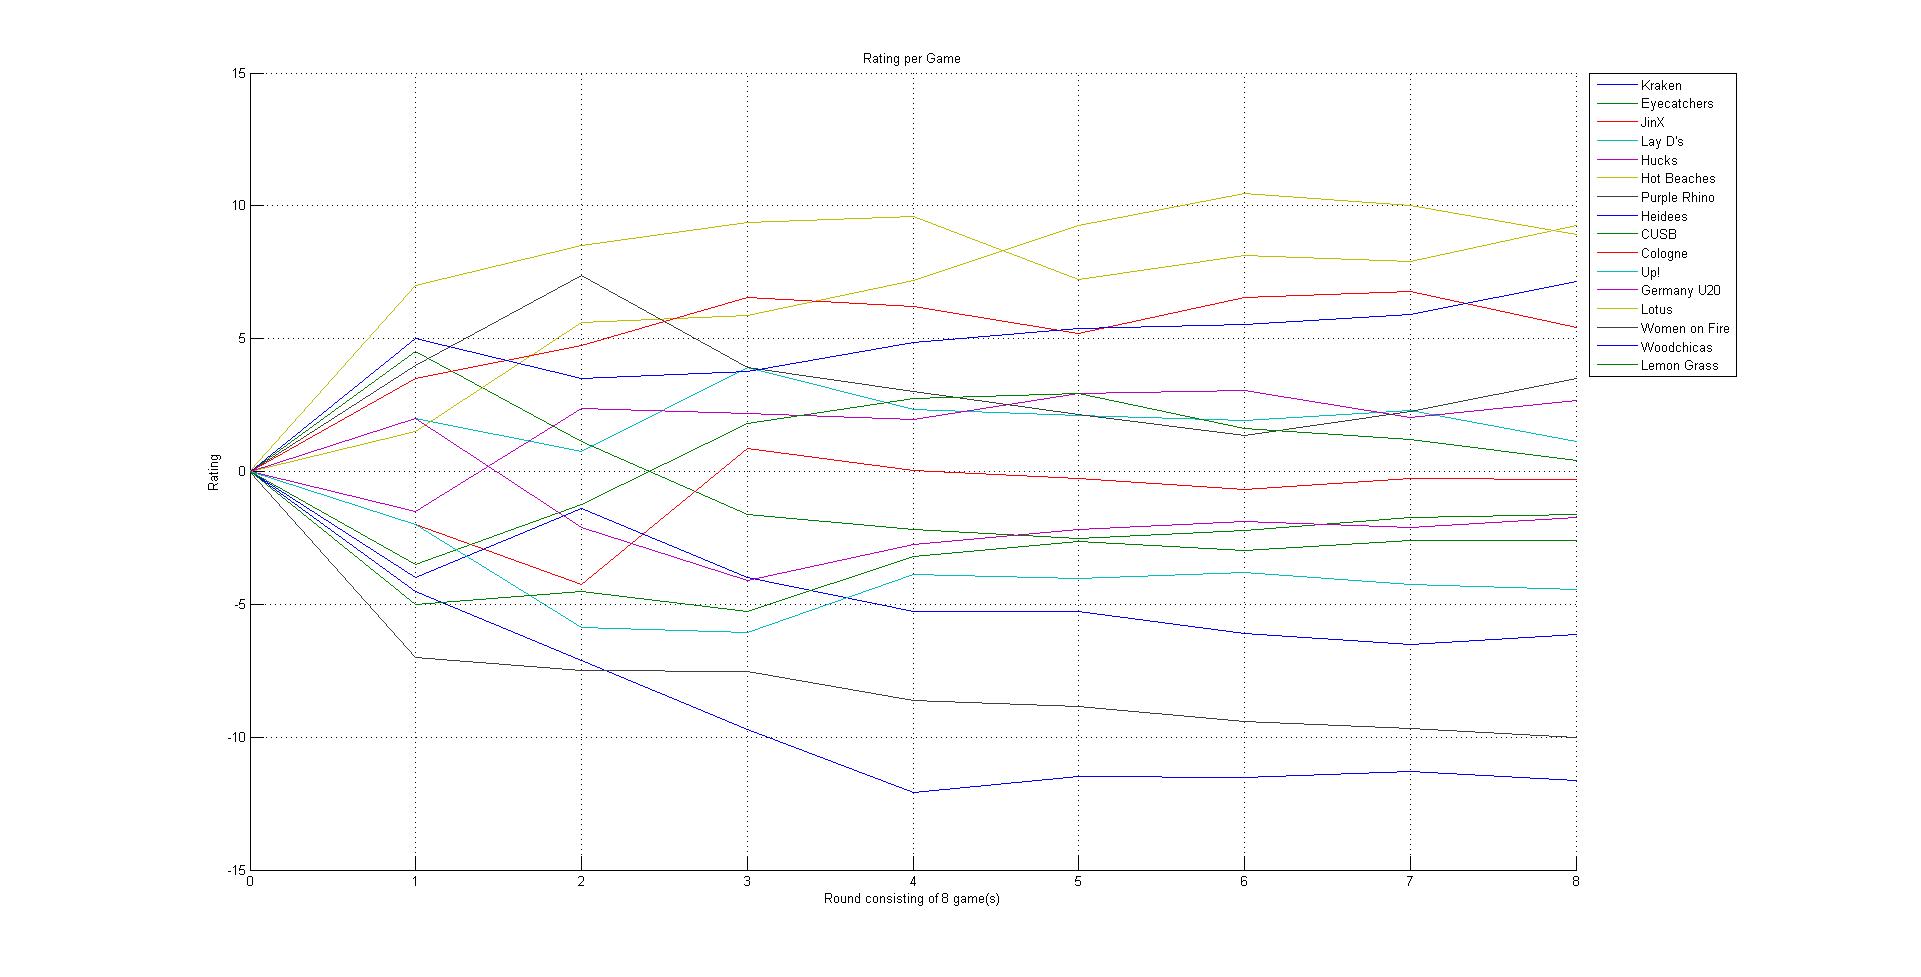 Rating per Game
15
10
5
0
-5
-10
-15
Rating
0 1 2 3 4 5 6 7 8
Round consisting of 8 game(s)
Kraken
Eyecatchers
JinX
Lay D's
Hucks
Hot Beaches
Purple Rhino
Heidees
CUSB
Cologne
Up!
Germany U20
Lotus
Women on Fire
Woodchicas
Lemon Grass